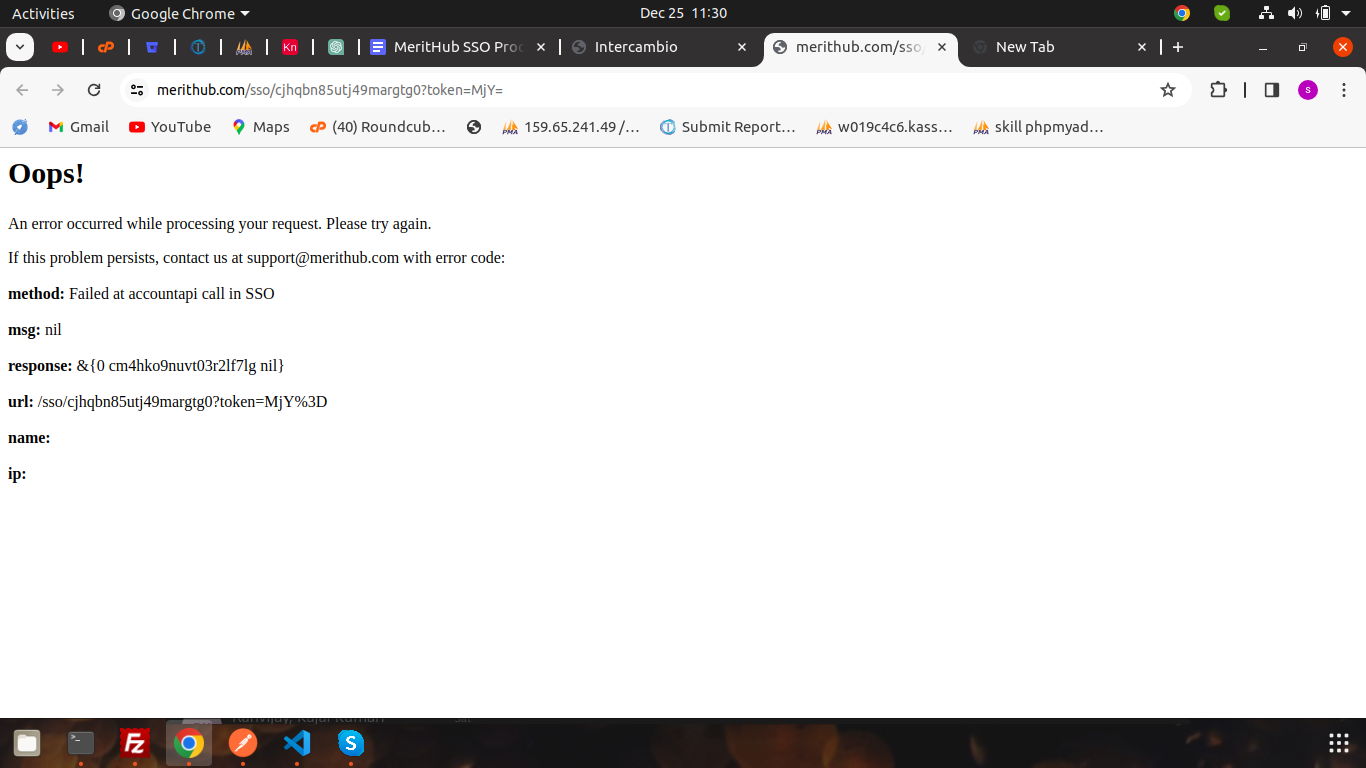 Activities
Google Chrome
Dec 25 11:30
MeritHub SSO Pro
Intercambio
merithub.com/sso/
New Tab
merithub.com/sso/cjhqbn85utj49margtg0?token=MjY=
Gmail
YouTube
Maps
(40) Roundcub…
159.65.241.49 /…
Submit Report…
w019c4c6.kass…
skill phpmyad…
Oops!
An error occurred while processing your request. Please try again.
If this problem persists, contact us at support@merithub.com with error code:
method: Failed at accountapi call in SSO
msg: nil
response: &{0 cm4hko9nuvt03r2lf7lg nil}
url: /sso/cjhqbn85utj49margtg0?token=MjY%3D
name:
ip: